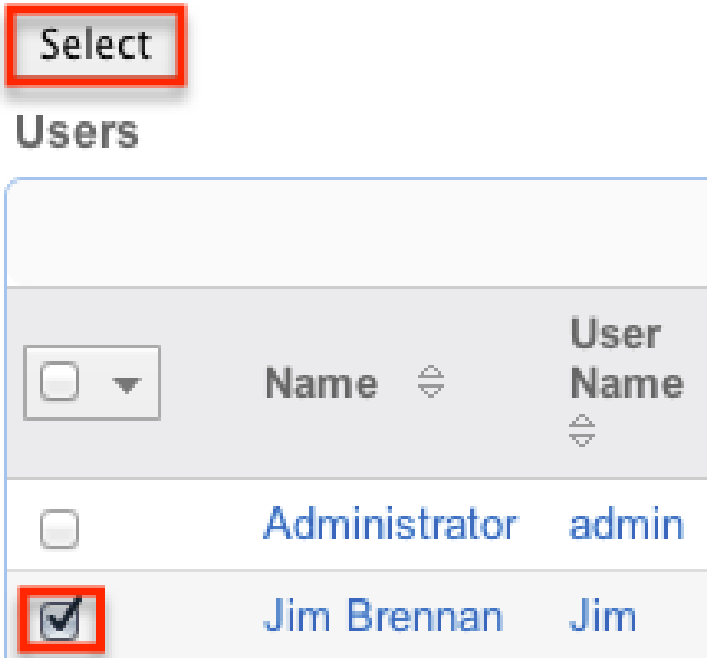 Select
Users
User
Name Name
Administrator admin
Jim Brennan Jim